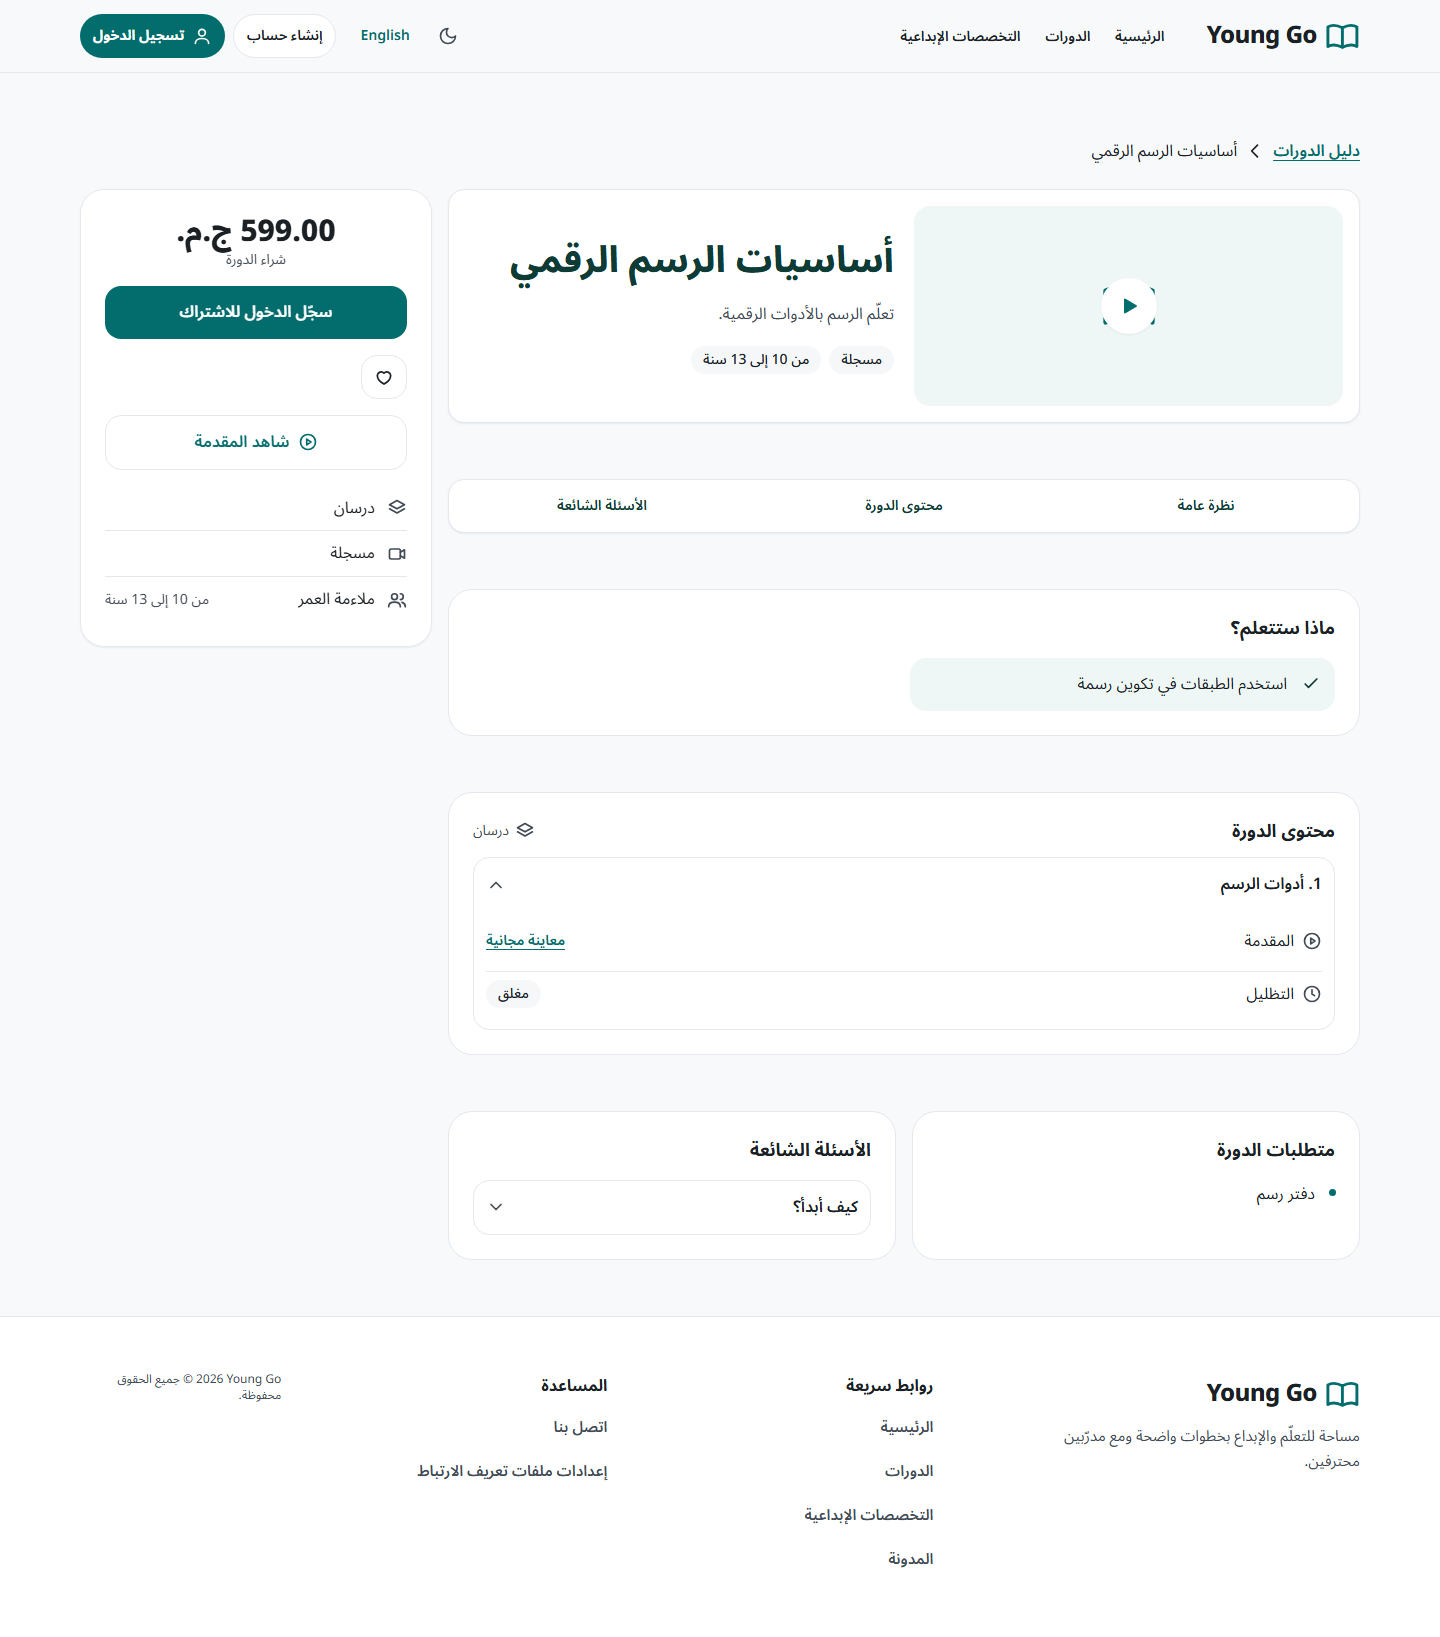 Young Go
الرئيسية
الدورات
التخصصات الإبداعية
English
إنشاء حساب
تسجيل الدخول
دليل الدورات
أساسيات الرسم الرقمي
أساسيات الرسم الرقمي
تعلّم الرسم بالأدوات الرقمية.
مسجلة
من 10 إلى 13 سنة
599.00 ج.م.
شراء الدورة
سجّل الدخول للاشتراك
شاهد المقدمة
درسان
مسجلة
ملاءمة العمر
من 10 إلى 13 سنة
نظرة عامة
محتوى الدورة
الأسئلة الشائعة
ماذا ستتعلم؟
استخدم الطبقات في تكوين رسمة
محتوى الدورة
درسان
1. أدوات الرسم
المقدمة
معاينة مجانية
التظليل
مغلق
متطلبات الدورة
دفتر رسم
الأسئلة الشائعة
كيف أبدأ؟
Young Go
مساحة للتعلّم والإبداع بخطوات واضحة ومع مدرّبين
محترفين.
روابط سريعة
الرئيسية
الدورات
التخصصات الإبداعية
المدونة
المساعدة
اتصل بنا
إعدادات ملفات تعريف الارتباط
Young Go 2026 © جميع الحقوق
محفوظة.